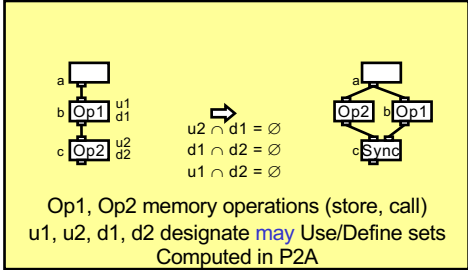 a
b Op1 u1 d1
c Op2 u2 d2
u2 ∩ d1 = ∅
d1 ∩ d2 = ∅
u1 ∩ d2 = ∅
a
Op2 b Op1
c Sync
Op1, Op2 memory operations (store, call)
u1, u2, d1, d2 designate may Use/Define sets
Computed in P2A